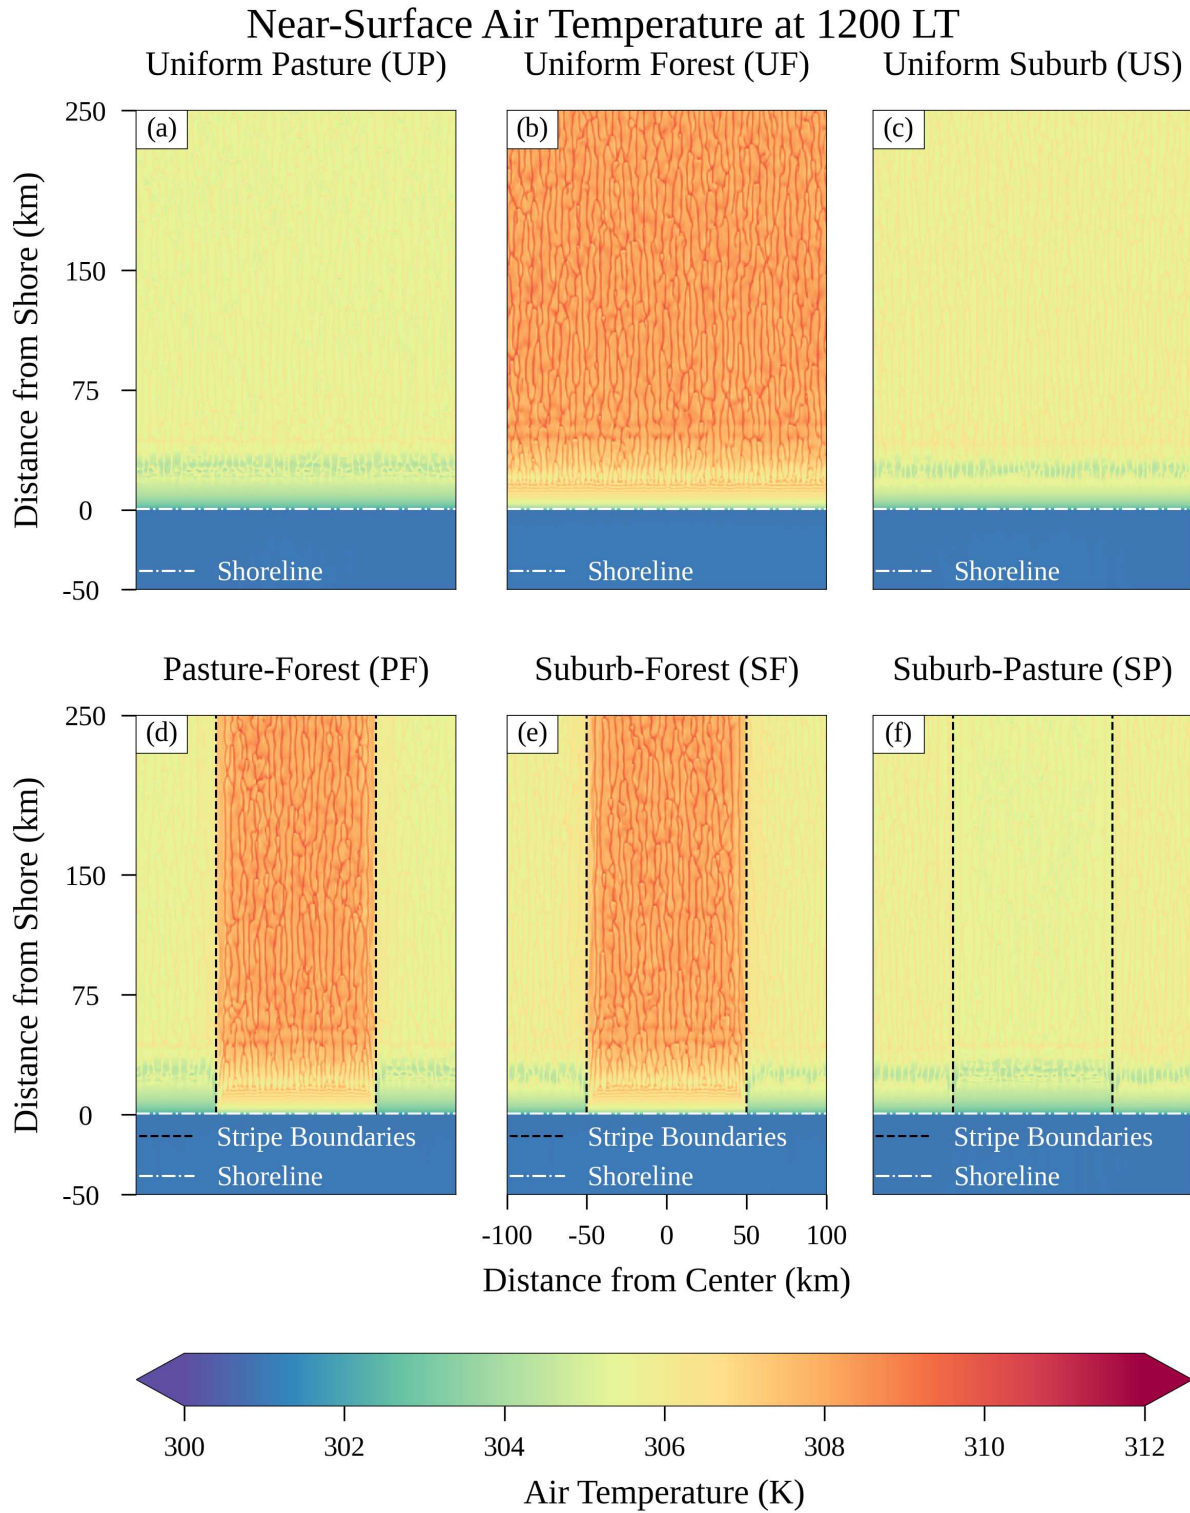 Near-Surface Air Temperature at 1200 LT
Uniform Pasture (UP)
Uniform Forest (UF)
Uniform Suburb (US)
(a)
(b)
(c)
250
150
75
0
-50
Distance from Shore (km)
Shoreline
Shoreline
Shoreline
Pasture-Forest (PF)
Suburb-Forest (SF)
Suburb-Pasture (SP)
(d)
(e)
(f)
250
150
75
0
-50
Distance from Shore (km)
Stripe Boundaries
Shoreline
Stripe Boundaries
Shoreline
Stripe Boundaries
Shoreline
-100 -50 0 50 100
Distance from Center (km)
300 302 304 306 308 310 312
Air Temperature (K)